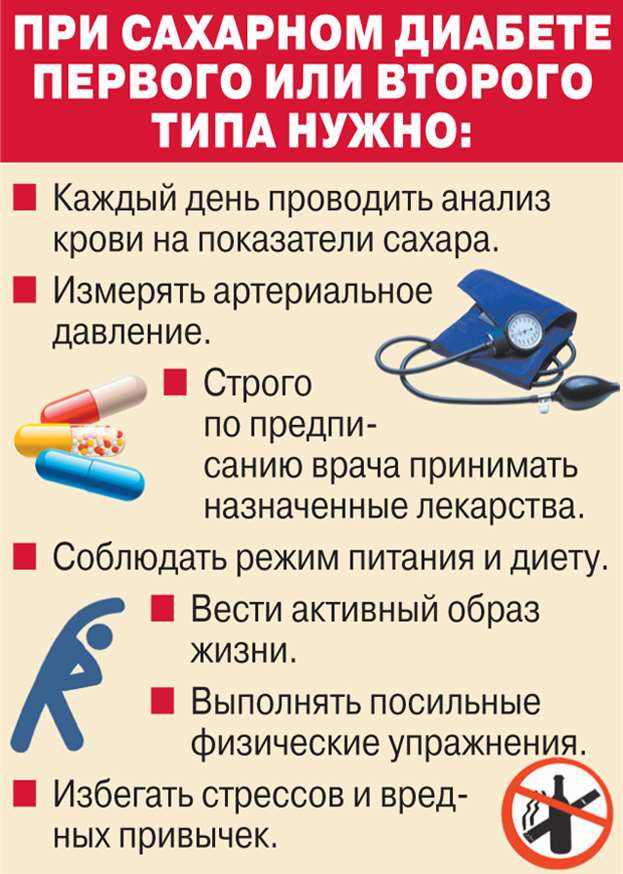 ПРИ САХАРНОМ ДИАБЕТЕ
ПЕРВОГО ИЛИ ВТОРОГО
ТИПА НУЖНО:
Каждый день проводить анализ
крови на показатели сахара.
Измерять артериальное
давление.
Строго
по предпи-
санию врача принимать
назначенные лекарства.
Соблюдать режим питания и диету.
Вести активный образ
жизни.
Выполнять посильные
физические упражнения.
Избегать стрессов и вред-
ных привычек.